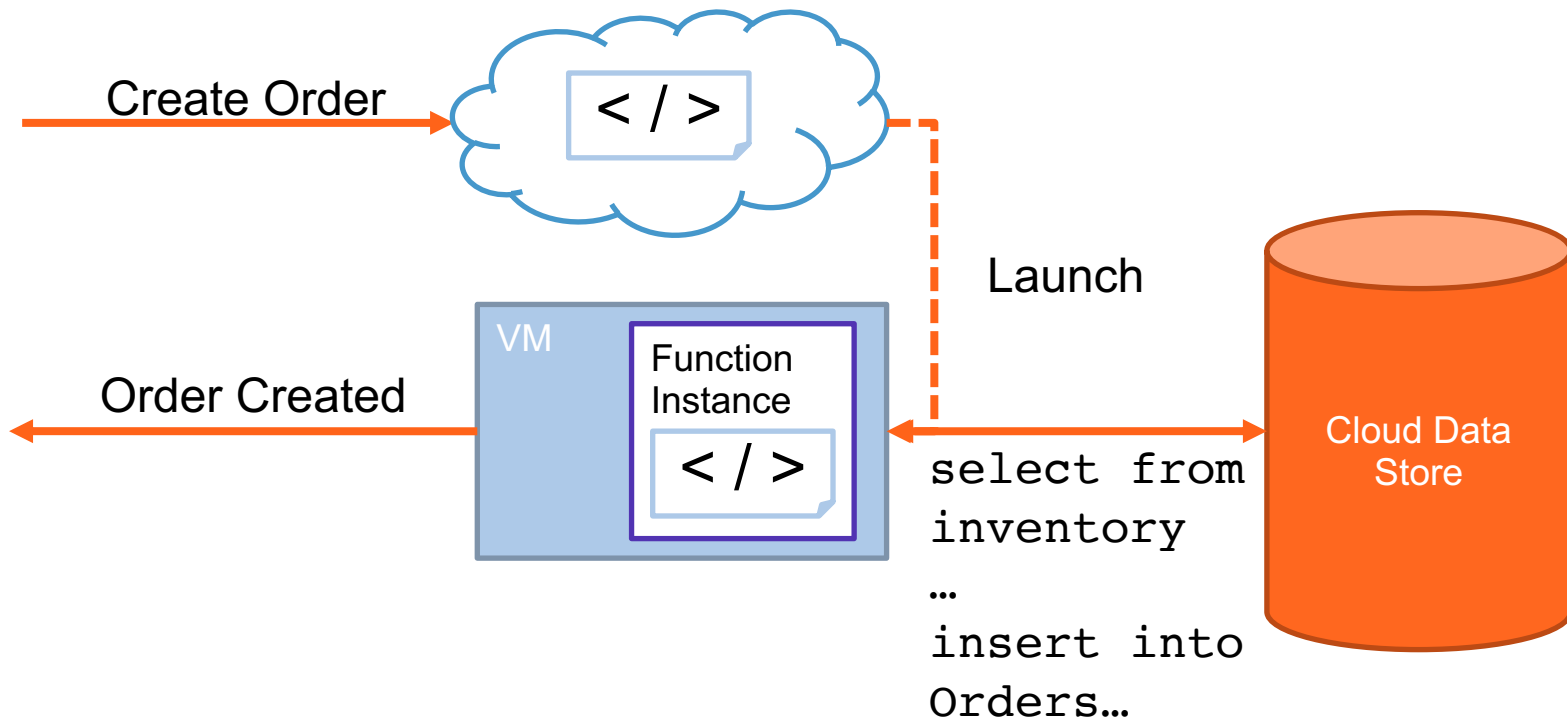 Create Order
< / >
Launch
VM
Function
Instance
< / >
Order Created
Cloud Data
Store
select from
inventory
…
insert into
Orders…